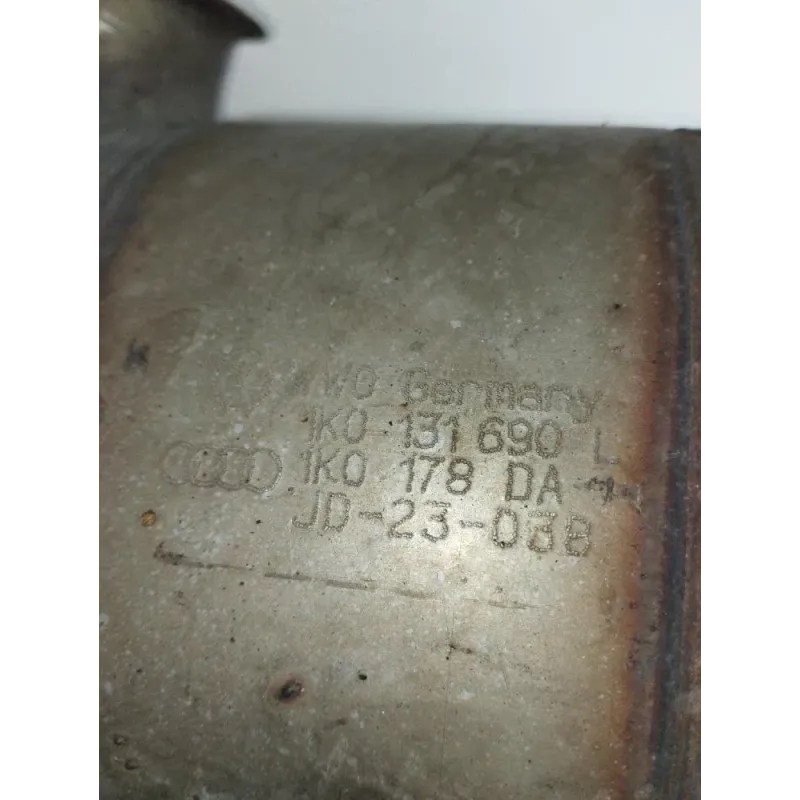 Germany
1K0 131 690 L
1K0 178 DA
JD-23-03B